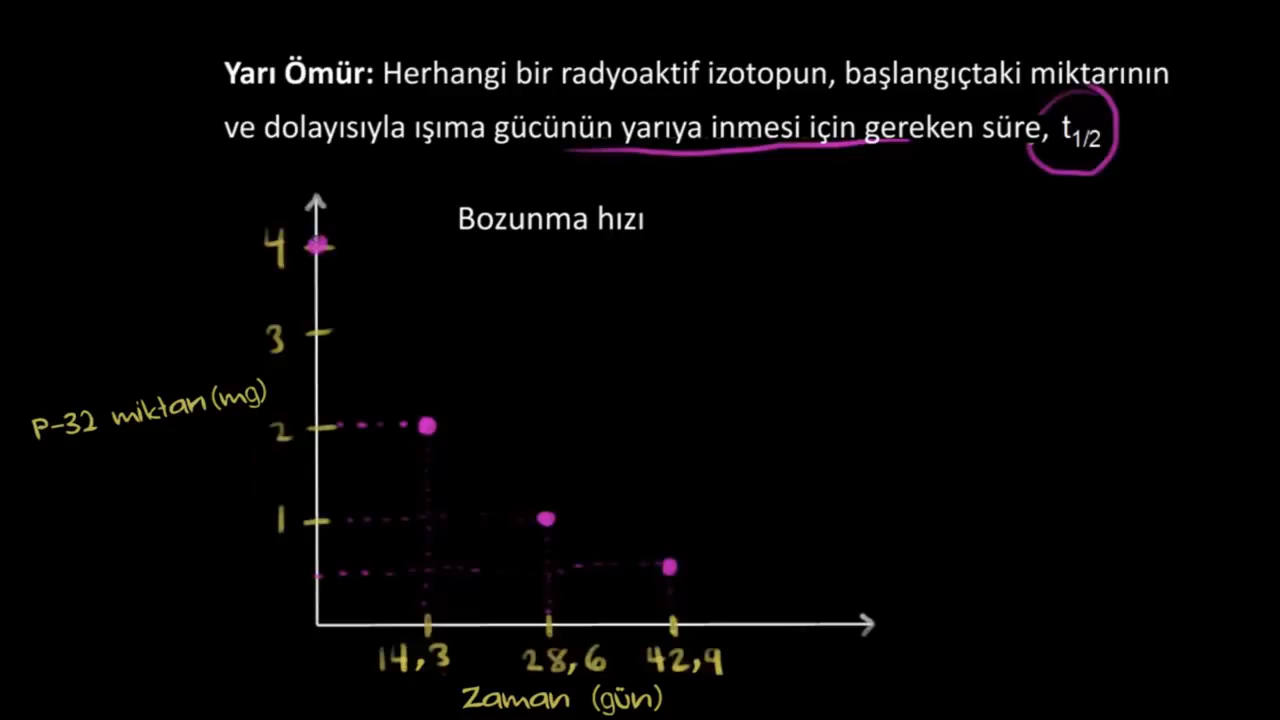 Yarı Ömür: Herhangi bir radyoaktif izotopun, başlangıçtaki miktarının
ve dolayısıyla ışıma gücünün yarıya inmesi için gereken süre, t1/2
Bozunma hızı
4
3
P-32 miktarı (mg)
2
1
14,3 28,6 42,9
Zaman (gün)